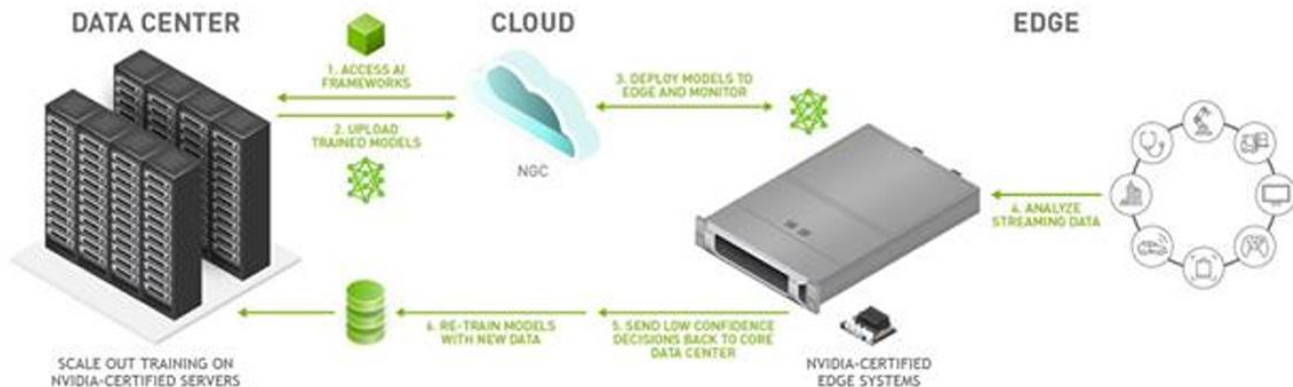 DATA CENTER
CLOUD
EDGE
1. ACCESS AI
FRAMEWORKS
2. UPLOAD
TRAINED MODELS
NGC
3. DEPLOY MODELS TO
EDGE AND MONITOR
4. ANALYZE
STREAMING DATA
5. SEND LOW CONFIDENCE
DECISIONS BACK TO CORE
DATA CENTER
6. RE-TRAIN MODELS
WITH NEW DATA
SCALE OUT TRAINING ON
NVIDIA-CERTIFIED SERVERS
NVIDIA-CERTIFIED
EDGE SYSTEMS